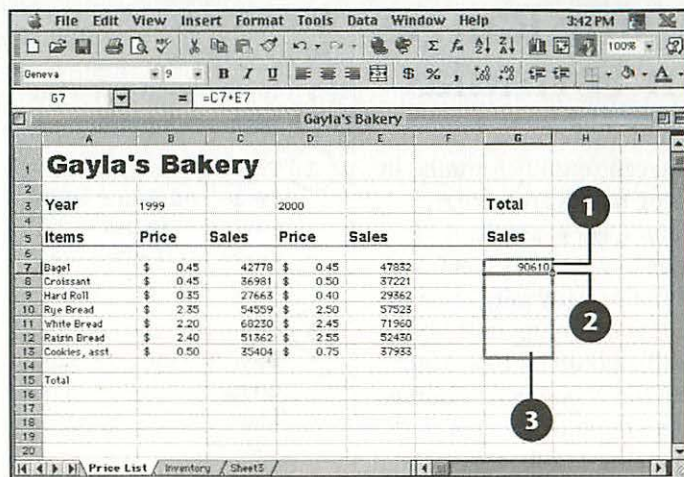 File Edit View Insert Format Tools Data Window Help 3:42 PM
Σ 100%
Geneva 9 B I U $ % ,
G7 = =C7+E7
Gayla's Bakery
A B C D E F G H I
1 Gayla's Bakery
2
3 Year 1999 2000 Total
4
5 Items Price Sales Price Sales Sales
6
7 Bagel $ 0.45 42778 $ 0.45 47832 90610
8 Croissant $ 0.45 36981 $ 0.50 37221
9 Hard Roll $ 0.35 27663 $ 0.40 29362
10 Rye Bread $ 2.35 54559 $ 2.50 57523
11 White Bread $ 2.20 68230 $ 2.45 71960
12 Raisin Bread $ 2.40 51362 $ 2.55 52430
13 Cookies, asst. $ 0.50 35404 $ 0.75 37933
14
15 Total
16
17
18
19
20
Price List Inventory Sheet3
1
2
3